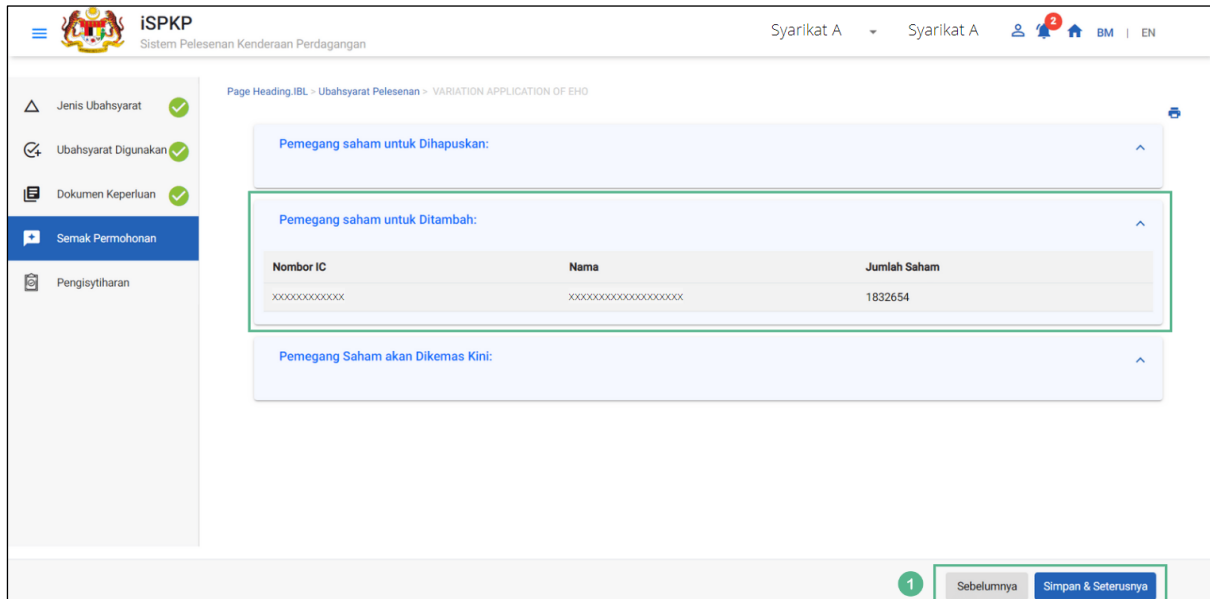 iSPKP
Sistem Pelesenan Kenderaan Perdagangan
Syarikat A
Syarikat A
2
BM | EN
Jenis Ubahsyarat
Ubahsyarat Digunakan
Dokumen Keperluan
Semak Permohonan
Pengisytiharan
Page Heading.IBL > Ubahsyarat Pelesenan > VARIATION APPLICATION OF EHO
Pemegang saham untuk Dihapuskan:
Pemegang saham untuk Ditambah:
Nombor IC Nama Jumlah Saham
XXXXXXXXXXXX XXXXXXXXXXXXXXXXXXX 1832654
Pemegang Saham akan Dikemas Kini:
1
Sebelumnya
Simpan & Seterusnya